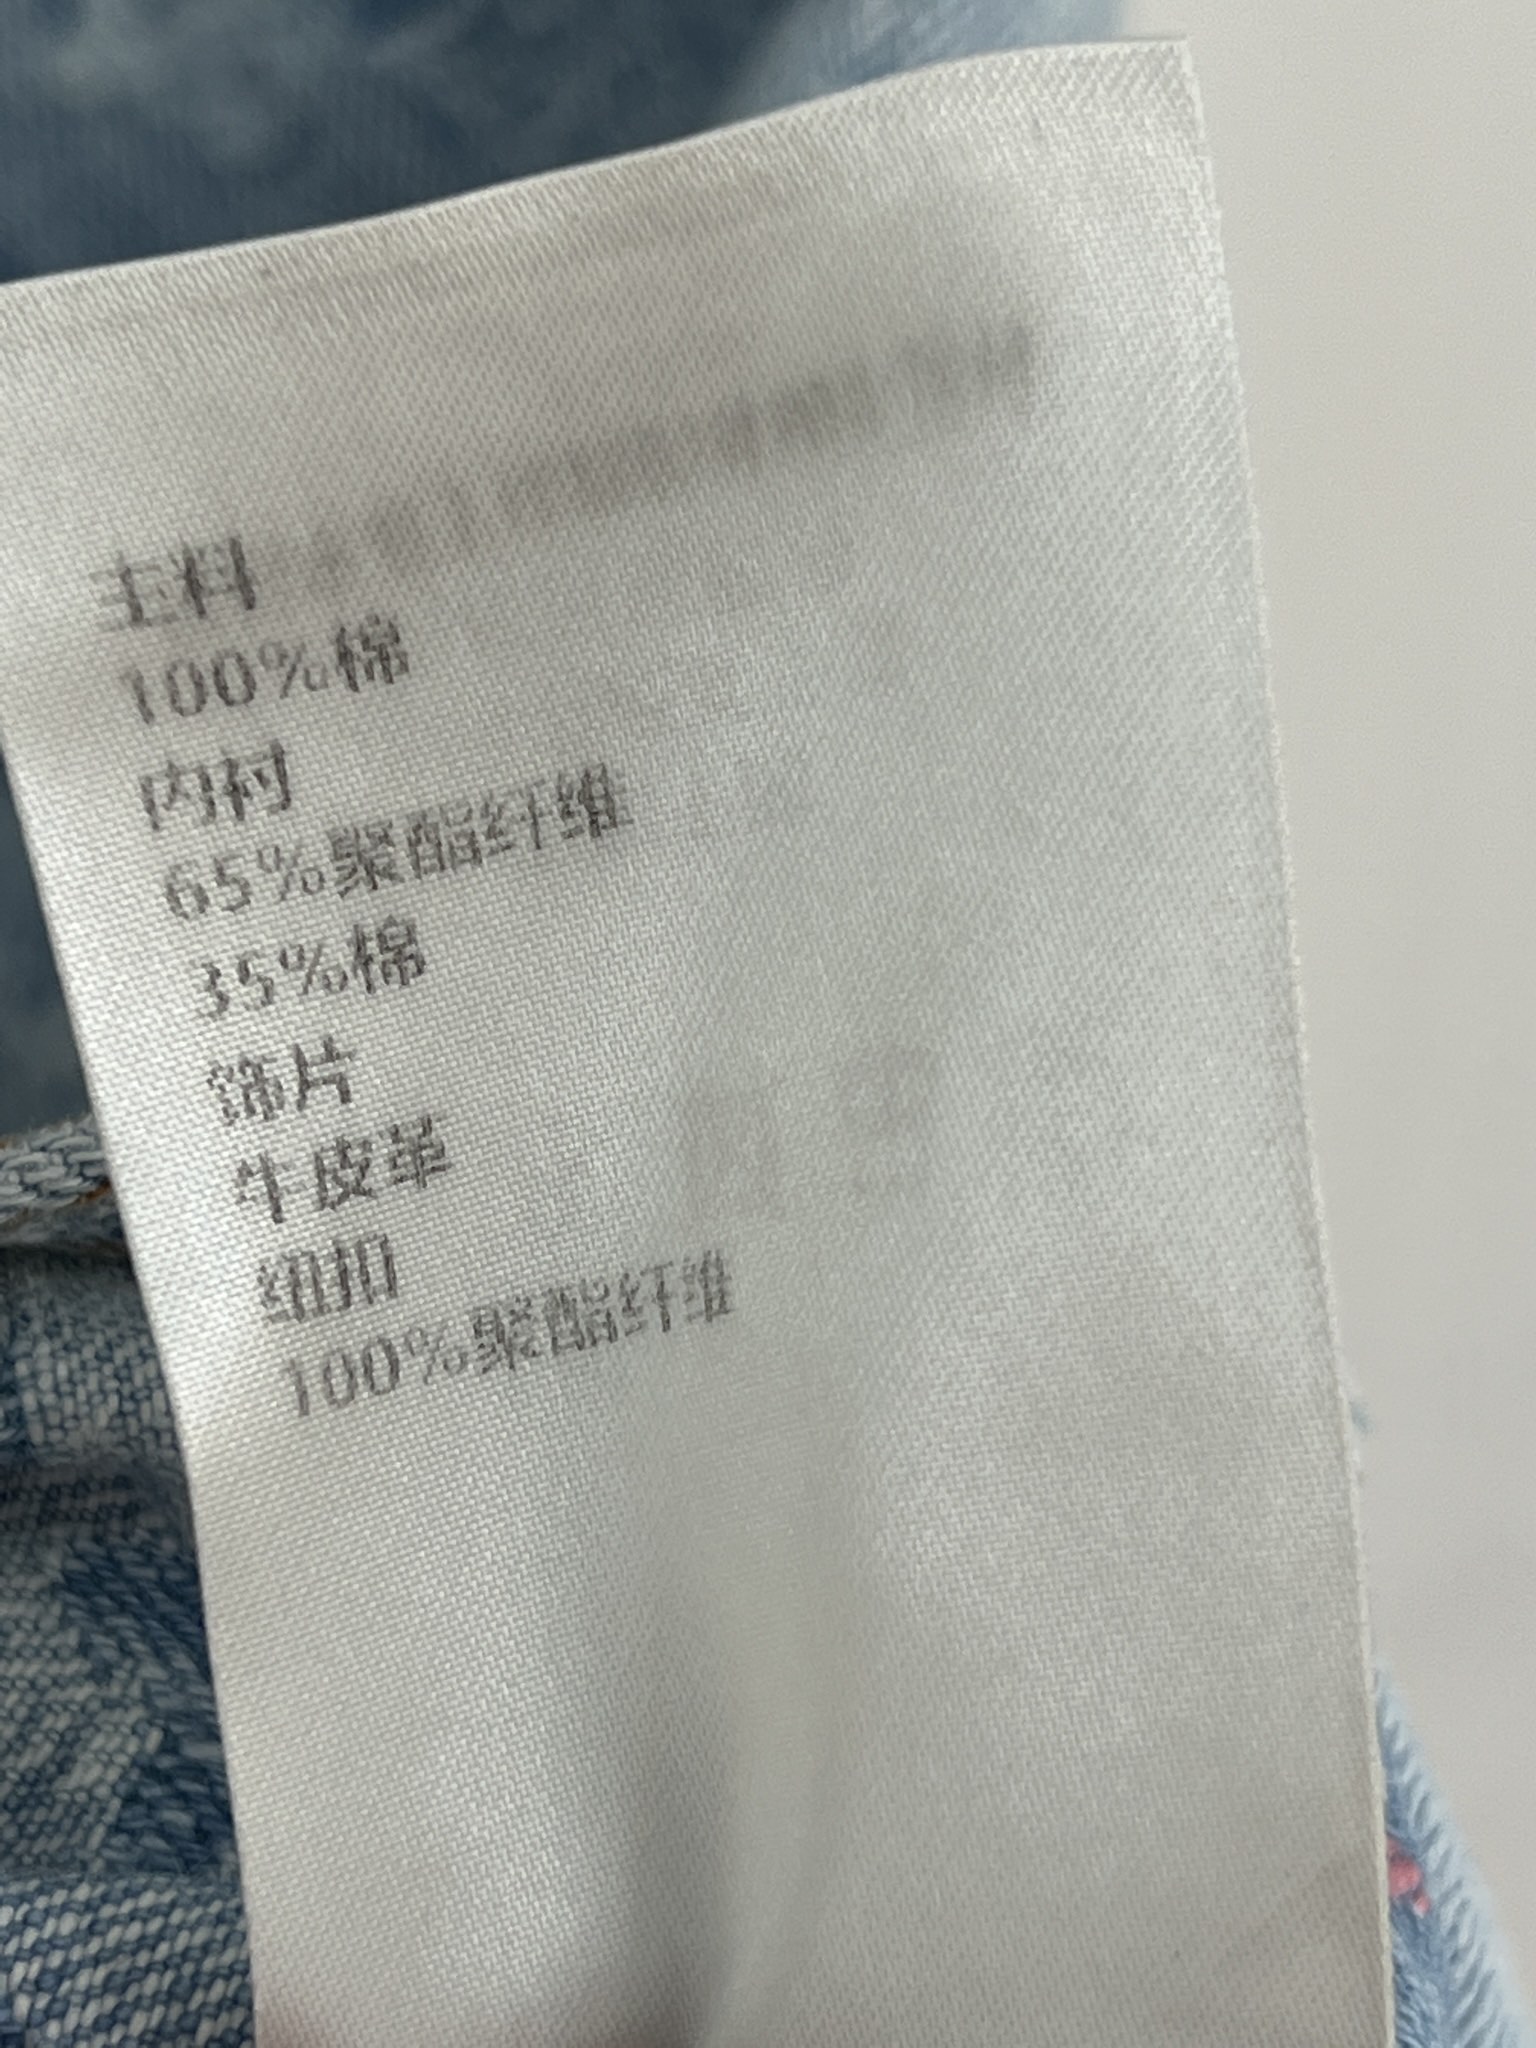 主料
100%棉
内衬
65%聚酯纤维
35%棉
饰片
牛皮革
纽扣
100%聚酯纤维